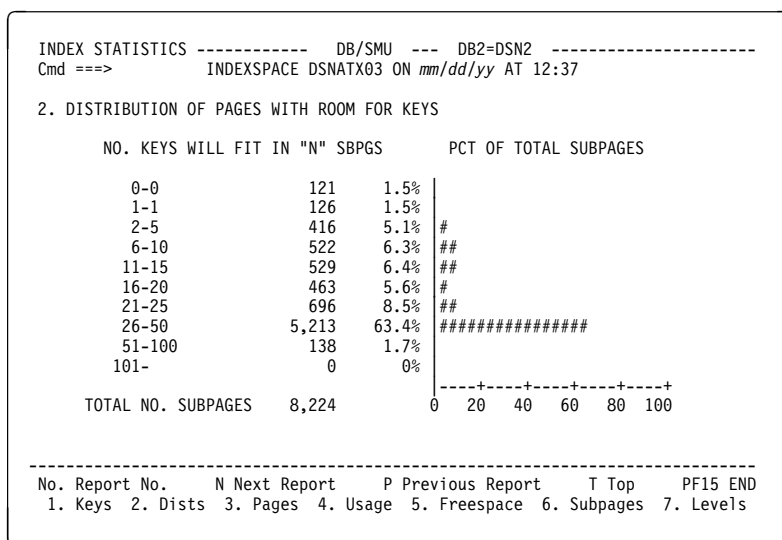 INDEX STATISTICS ------------ DB/SMU --- DB2=DSN2 ----------------------
Cmd ===> INDEXSPACE DSNATX03 ON mm/dd/yy AT 12:37
2. DISTRIBUTION OF PAGES WITH ROOM FOR KEYS
NO. KEYS WILL FIT IN "N" SBPGS PCT OF TOTAL SUBPAGES
0-0 121 1.5% |
1-1 126 1.5% |
2-5 416 5.1% |#
6-10 522 6.3% |##
11-15 529 6.4% |##
16-20 463 5.6% |#
21-25 696 8.5% |##
26-50 5,213 63.4% |################
51-100 138 1.7% |
101- 0 0% |
|----+----+----+----+----+
TOTAL NO. SUBPAGES 8,224 0 20 40 60 80 100
--------------------------------------------------------------------------------
No. Report No. N Next Report P Previous Report T Top PF15 END
1. Keys 2. Dists 3. Pages 4. Usage 5. Freespace 6. Subpages 7. Levels